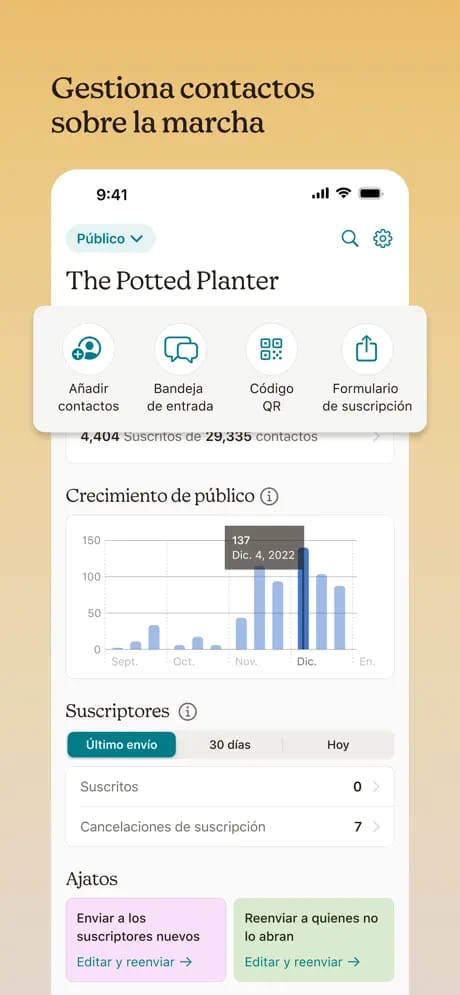 Gestiona contactos
sobre la marcha
9:41
Público
The Potted Planter
Añadir
contactos
Bandeja
de entrada
Código
QR
Formulario
de suscripción
4,404 Suscritos de 29,335 contactos
Crecimiento de público
150
100
50
0
137
Dic. 4, 2022
Sept.
Oct.
Nov.
Dic.
En.
Suscriptores
Último envío
30 días
Hoy
Suscritos
0
Cancelaciones de suscripción
7
Ajatos
Enviar a los
suscriptores nuevos
Editar y reenviar →
Reenviar a quienes no
lo abran
Editar y reenviar →